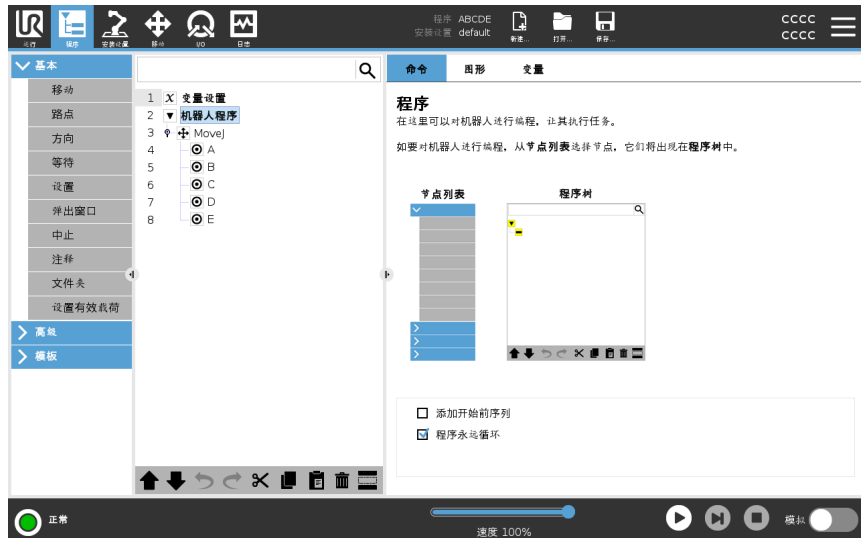 UR
运行
程序
安装设置
移动
I/O
日志
程序 ABCDE
安装设置 default
新建...
打开...
保存...
CCCC
CCCC
基本
移动
路点
方向
等待
设置
弹出窗口
中止
注释
文件夹
设置有效载荷
高级
模板
1 X 变量设置
2 机器人程序
3 MoveJ
4 A
5 B
6 C
7 D
8 E
命令 图形 变量
程序
在这里可以对机器人进行编程，让其执行任务。
如要对机器人进行编程，从节点列表选择节点，它们将出现在程序树中。
节点列表 程序树
添加开始前序列
程序永远循环
正常
速度 100%
模拟